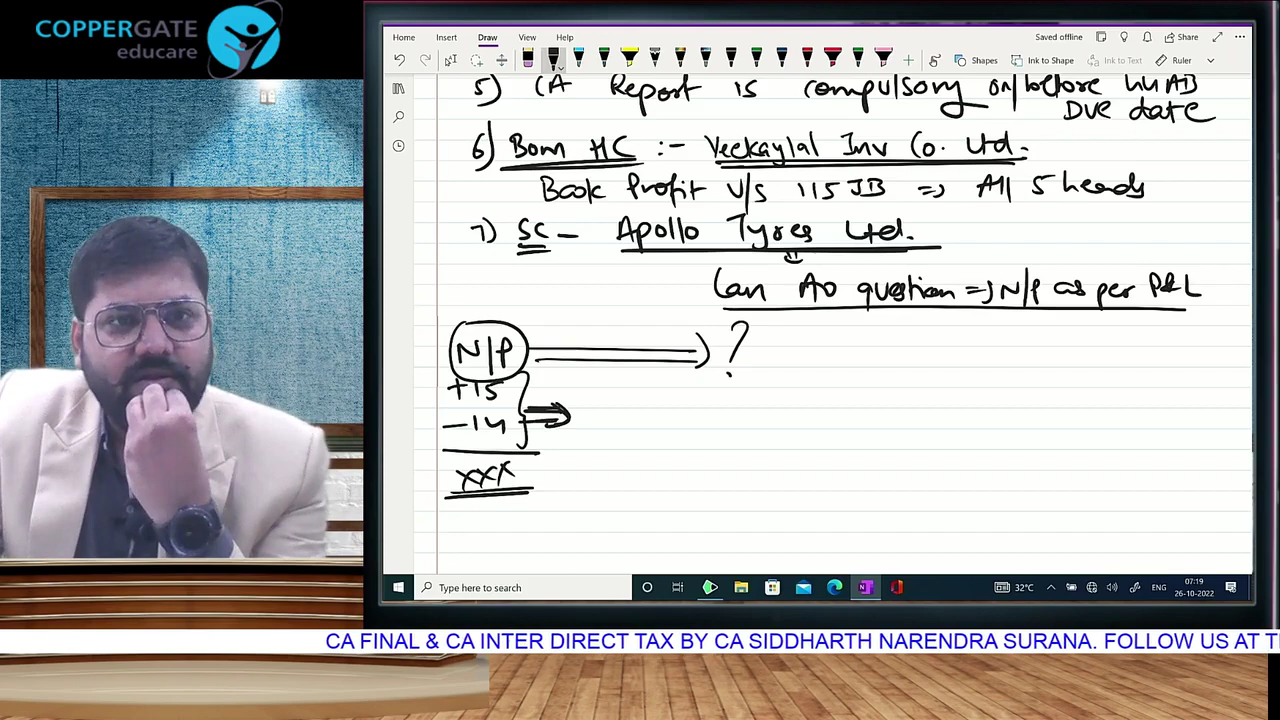 COPPERGATE
educare
Home Insert Draw View Help
Saved offline Share
Shapes Ink to Shape Ink to Text Ink to Math Ruler
5) CA Report is compulsory on/before 44AB
DUE date
6) Bom HC :- Veekaylal Inv Co. Ltd.
Book Profit u/s 115JB => All 5 heads
7) SC - Apollo Tyres Ltd.
Can AO question => N/P as per P&L
N/P ?
+15
-14
XXX
Type here to search
32°C ENG 07:19
26-10-2022
CA FINAL & CA INTER DIRECT TAX BY CA SIDDHARTH NARENDRA SURANA. FOLLOW US AT T